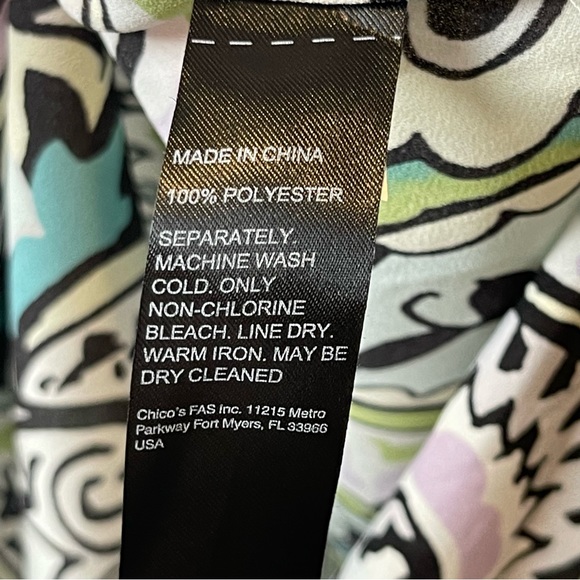 MADE IN CHINA
100% POLYESTER
SEPARATELY.
MACHINE WASH
COLD. ONLY
NON-CHLORINE
BLEACH. LINE DRY.
WARM IRON. MAY BE
DRY CLEANED
Chico's FAS Inc. 11215 Metro
Parkway Fort Myers, FL 33966
USA